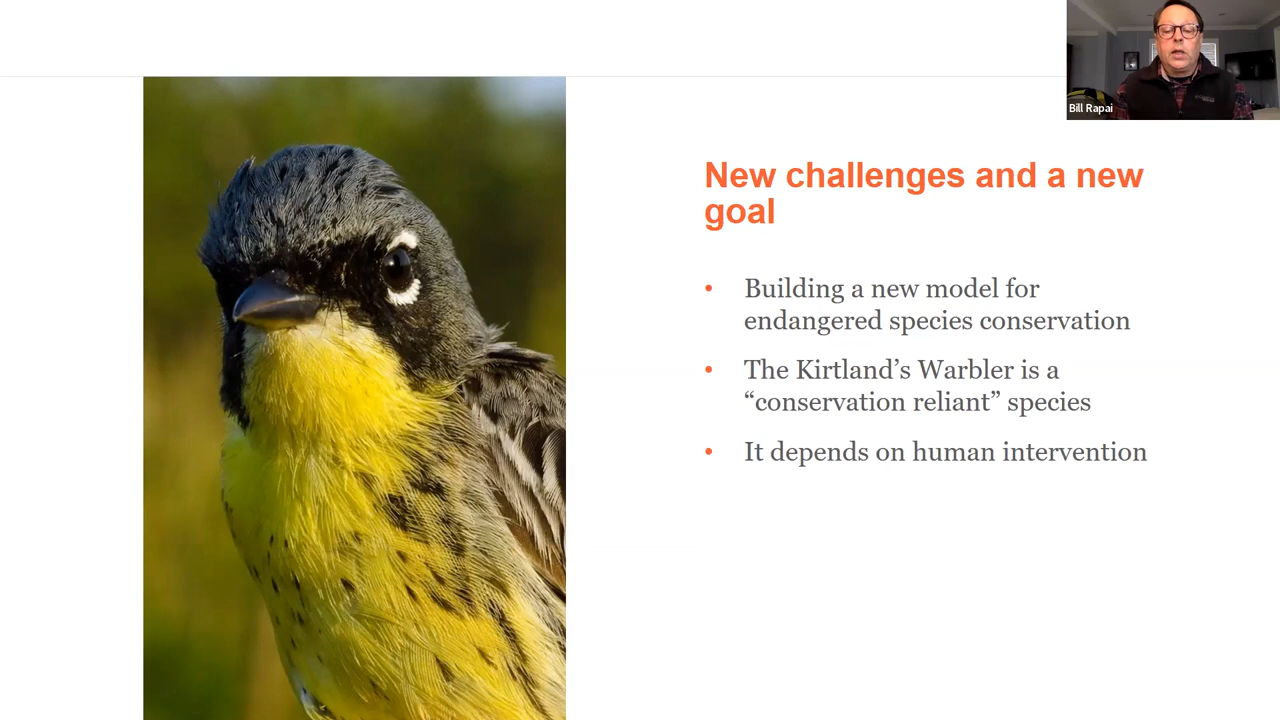 Bill Rapai
New challenges and a new
goal
• Building a new model for
endangered species conservation
• The Kirtland’s Warbler is a
“conservation reliant” species
• It depends on human intervention